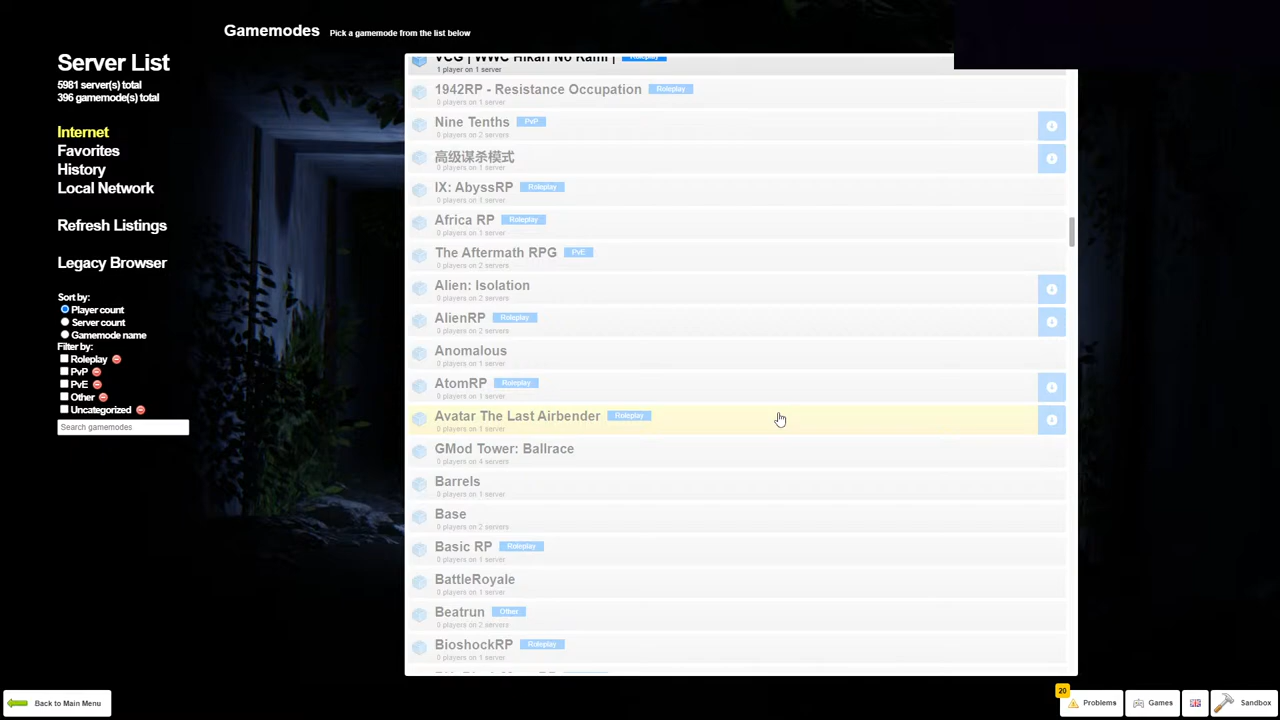 Gamemodes Pick a gamemode from the list below
Server List
5981 server(s) total
396 gamemode(s) total
Internet
Favorites
History
Local Network
Refresh Listings
Legacy Browser
Sort by:
Player count
Server count
Gamemode name
Filter by:
Roleplay
PvP
PvE
Other
Uncategorized
Search gamemodes
VCG | WWC Hikari No Kami | Roleplay
1 player on 1 server
1942RP - Resistance Occupation Roleplay
0 players on 1 server
Nine Tenths PvP
0 players on 2 servers
高级谋杀模式
0 players on 1 server
IX: AbyssRP Roleplay
0 players on 1 server
Africa RP Roleplay
0 players on 1 server
The Aftermath RPG PvE
0 players on 2 servers
Alien: Isolation
0 players on 2 servers
AlienRP Roleplay
0 players on 2 servers
Anomalous
0 players on 1 server
AtomRP Roleplay
0 players on 1 server
Avatar The Last Airbender Roleplay
0 players on 1 server
GMod Tower: Ballrace
0 players on 4 servers
Barrels
0 players on 1 server
Base
0 players on 2 servers
Basic RP Roleplay
0 players on 1 server
BattleRoyale
0 players on 1 server
Beatrun Other
0 players on 2 servers
BioshockRP Roleplay
0 players on 1 server
Back to Main Menu
20
Problems
Games
Sandbox